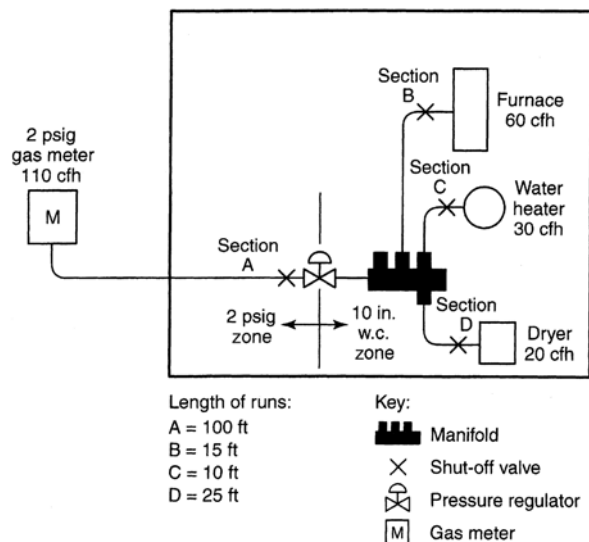 Section
B
Furnace
60 cfh
2 psig
gas meter
110 cfh
M
Section
C
Water
heater
30 cfh
Section
A
Section
D
Dryer
20 cfh
2 psig
zone
10 in.
w.c.
zone
Length of runs:
A = 100 ft
B = 15 ft
C = 10 ft
D = 25 ft
Key:
Manifold
Shut-off valve
Pressure regulator
M Gas meter